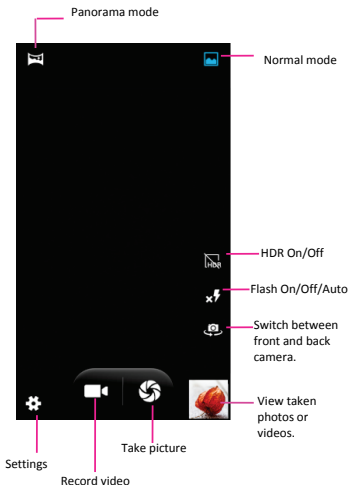 Panorama mode
Normal mode
HDR
HDR On/Off
Flash On/Off/Auto
Switch between
front and back
camera.
View taken
photos or
videos.
Take picture
Settings
Record video